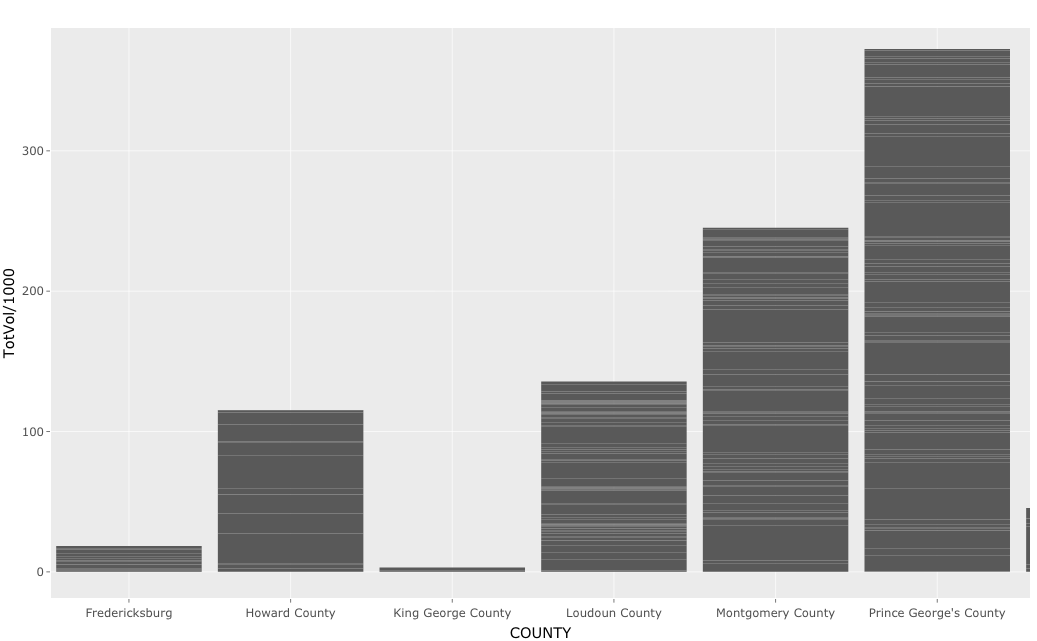 300
200
100
0
TotVol/1000
Fredericksburg
Howard County
King George County
Loudoun County
Montgomery County
Prince George's County
COUNTY